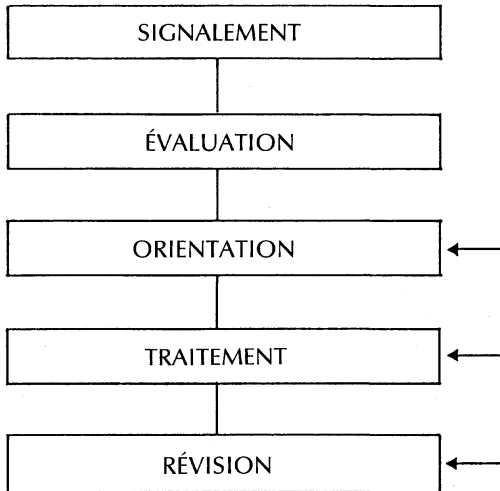 SIGNALEMENT
ÉVALUATION
ORIENTATION
TRAITEMENT
RÉVISION